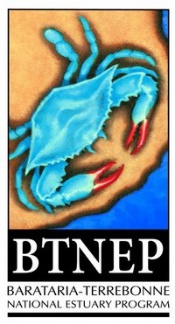 BTNEP
BARATARIA-TERREBONNE
NATIONAL ESTUARY PROGRAM